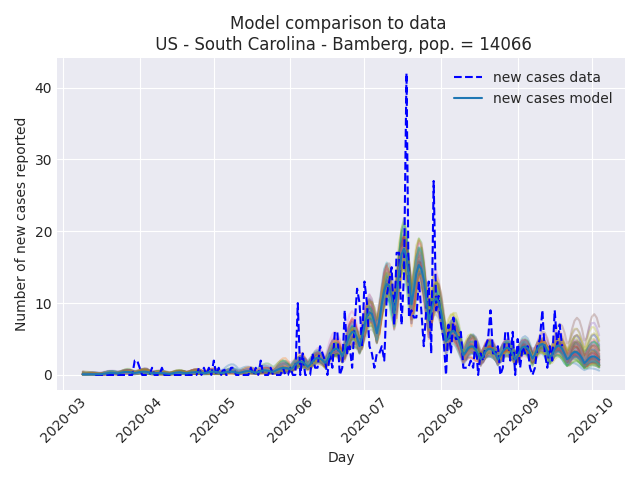 Model comparison to data
US - South Carolina - Bamberg, pop. = 14066
new cases data
new cases model
Number of new cases reported
40
30
20
10
0
2020-03
2020-04
2020-05
2020-06
2020-07
2020-08
2020-09
2020-10
Day